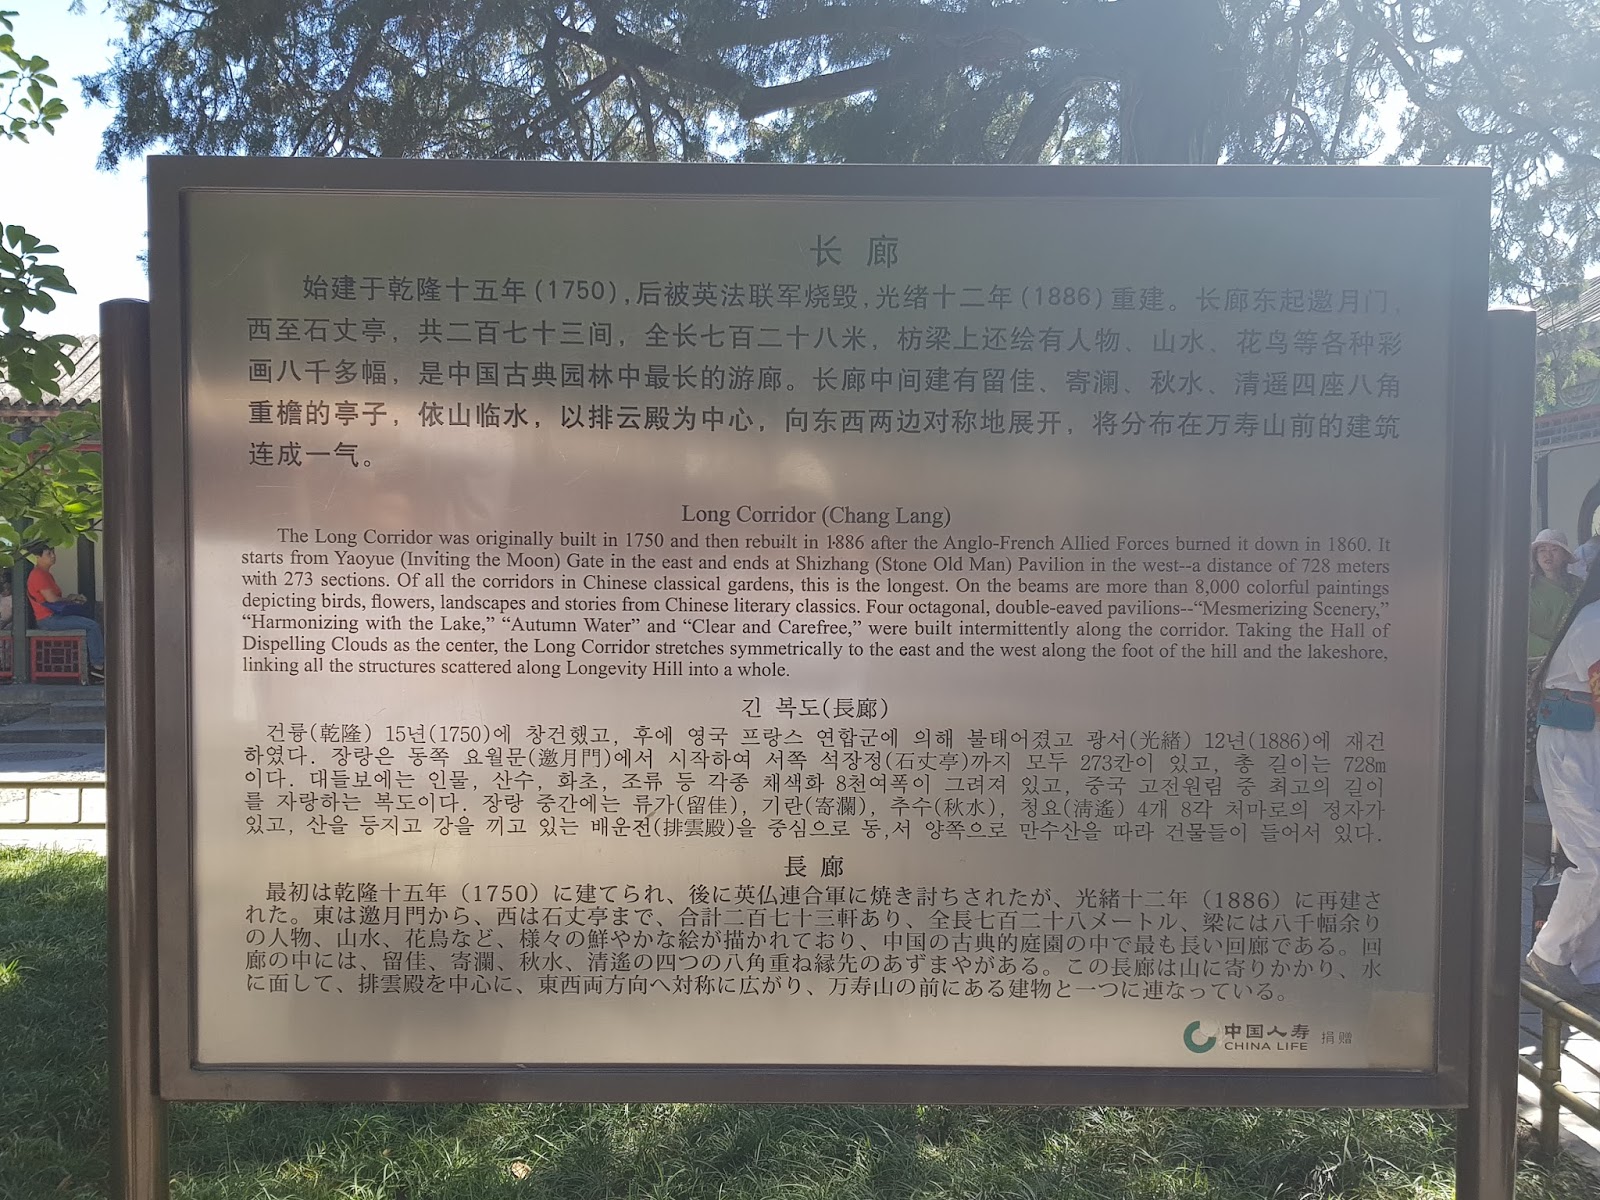 长廊
始建于乾隆十五年(1750),后被英法联军烧毁,光绪十二年(1886)重建。长廊东起邀月门,
西至石丈亭，共二百七十三间，全长七百二十八米，枋梁上还绘有人物、山水、花鸟等各种彩
画八千多幅，是中国古典园林中最长的游廊。长廊中间建有留佳、寄澜、秋水、清遥四座八角
重檐的亭子，依山临水，以排云殿为中心，向东西两边对称地展开，将分布在万寿山前的建筑
连成一气。
Long Corridor (Chang Lang)
The Long Corridor was originally built in 1750 and then rebuilt in 1886 after the Anglo-French Allied Forces burned it down in 1860. It
starts from Yaoyue (Inviting the Moon) Gate in the east and ends at Shizhang (Stone Old Man) Pavilion in the west--a distance of 728 meters
with 273 sections. Of all the corridors in Chinese classical gardens, this is the longest. On the beams are more than 8,000 colorful paintings
depicting birds, flowers, landscapes and stories from Chinese literary classics. Four octagonal, double-eaved pavilions--“Mesmerizing Scenery,”
“Harmonizing with the Lake,” “Autumn Water” and “Clear and Carefree,” were built intermittently along the corridor. Taking the Hall of
Dispelling Clouds as the center, the Long Corridor stretches symmetrically to the east and the west along the foot of the hill and the lakeshore,
linking all the structures scattered along Longevity Hill into a whole.
긴 복도(長廊)
건륭(乾隆) 15년(1750)에 창건했고, 후에 영국 프랑스 연합군에 의해 불태어졌고 광서(光緖) 12년(1886)에 재건
하였다. 장랑은 동쪽 요월문(邀月門)에서 시작하여 서쪽 석장정(石丈亭)까지 모두 273칸이 있고, 총 길이는 728m
이다. 대들보에는 인물, 산수, 화초, 조류 등 각종 채색화 8천여폭이 그려져 있고, 중국 고전원림 중 최고의 길이
를 자랑하는 복도이다. 장랑 중간에는 류가(留佳), 기란(寄瀾), 추수(秋水), 청요(淸遙) 4개 8각 처마로의 정자가
있고, 산을 등지고 강을 끼고 있는 배운전(排雲殿)을 중심으로 동,서 양쪽으로 만수산을 따라 건물들이 들어서 있다.
長廊
最初は乾隆十五年（1750）に建てられ、後に英仏連合軍に焼き討ちされたが、光緒十二年（1886）に再建さ
れた。東は邀月門から、西は石丈亭まで、合計二百七十三軒あり、全長七百二十八メートル、梁には八千幅余り
の人物、山水、花鳥など、様々の鮮やかな絵が描かれており、中国の古典的庭園の中で最も長い回廊である。回
廊の中には、留佳、寄瀾、秋水、清遙の四つの八角重ね縁先のあずまやがある。この長廊は山に寄りかかり、水
に面して、排雲殿を中心に、東西両方向へ対称に広がり、万寿山の前にある建物と一つに連なっている。
中国人寿 捐赠
CHINA LIFE